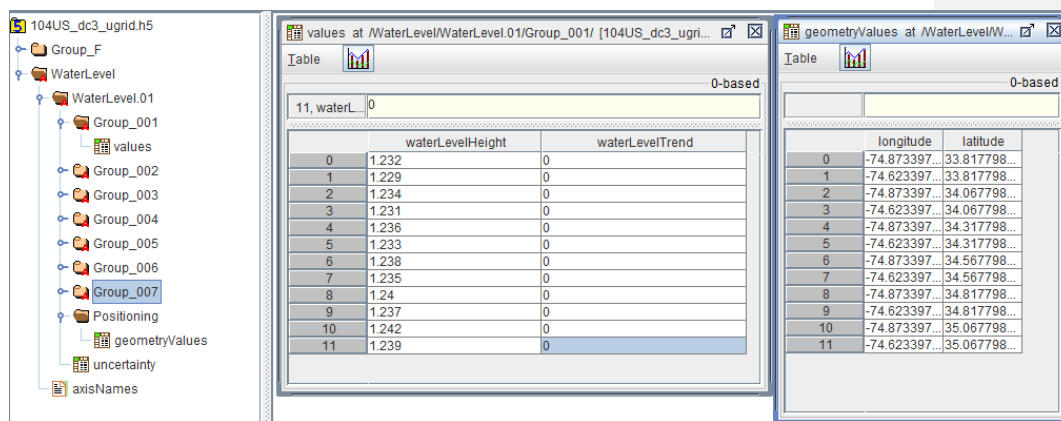 104US_dc3_ugrid.h5
Group_F
WaterLevel
WaterLevel.01
Group_001
values
Group_002
Group_003
Group_004
Group_005
Group_006
Group_007
Positioning
geometryValues
uncertainty
axisNames
values at /WaterLevel/WaterLevel.01/Group_001/ [104US_dc3_ugri...
Table
0-based
11, waterL... 0
waterLevelHeight waterLevelTrend
0 1.232 0
1 1.229 0
2 1.234 0
3 1.231 0
4 1.236 0
5 1.233 0
6 1.238 0
7 1.235 0
8 1.24 0
9 1.237 0
10 1.242 0
11 1.239 0
geometryValues at /WaterLevel/W...
Table
0-based
longitude latitude
0 -74.873397... 33.817798...
1 -74.623397... 33.817798...
2 -74.873397... 34.067798...
3 -74.623397... 34.067798...
4 -74.873397... 34.317798...
5 -74.623397... 34.317798...
6 -74.873397... 34.567798...
7 -74.623397... 34.567798...
8 -74.873397... 34.817798...
9 -74.623397... 34.817798...
10 -74.873397... 35.067798...
11 -74.623397... 35.067798...